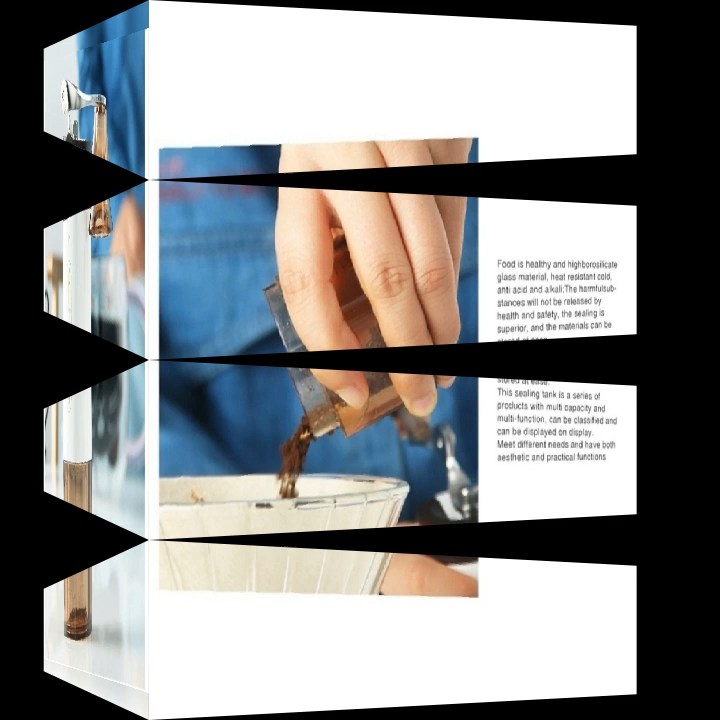 Food is healthy and highborosilicate
glass material, heat resistant cold,
anti acid and alkali;The harmfulsub-
stances will not be released by
health and safety, the sealing is
superior, and the materials can be
stored at ease.
This sealing tank is a series of
products with multi capacity and
multi-function, can be classified and
can be displayed on display.
Meet different needs and have both
aesthetic and practical functions